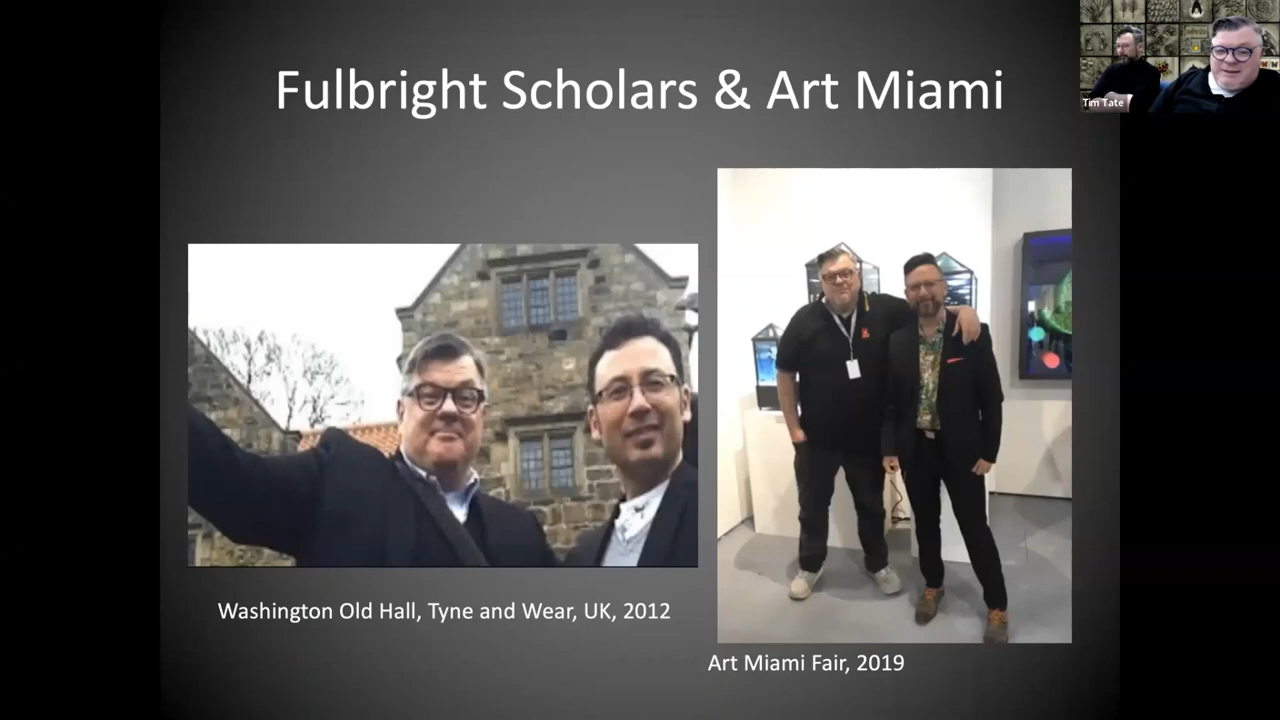 Fulbright Scholars & Art Miami
Tim Tate
Washington Old Hall, Tyne and Wear, UK, 2012
Art Miami Fair, 2019